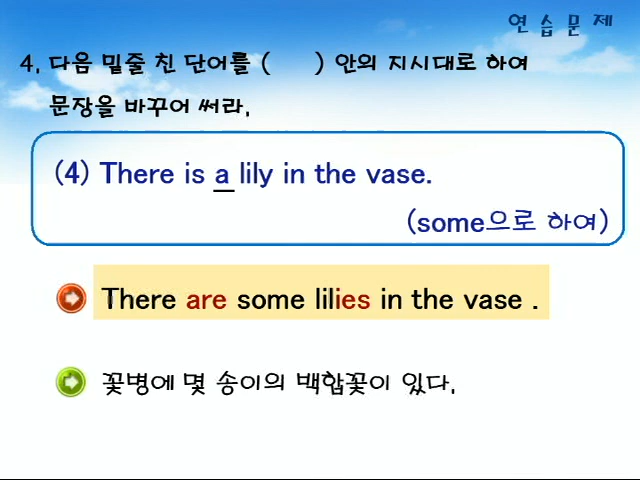 연습문제
4. 다음 밑줄 친 단어를 (    ) 안의 지시대로 하여
문장을 바꾸어 써라.
(4) There is a lily in the vase.
(some으로 하여)
There are some lilies in the vase .
꽃병에 몇 송이의 백합꽃이 있다.